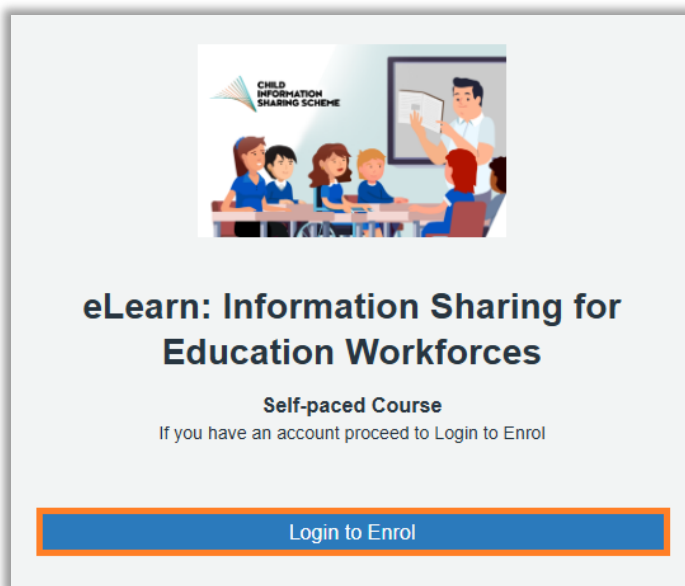 CHILD
INFORMATION
SHARING SCHEME
eLearn: Information Sharing for
Education Workforces
Self-paced Course
If you have an account proceed to Login to Enrol
Login to Enrol